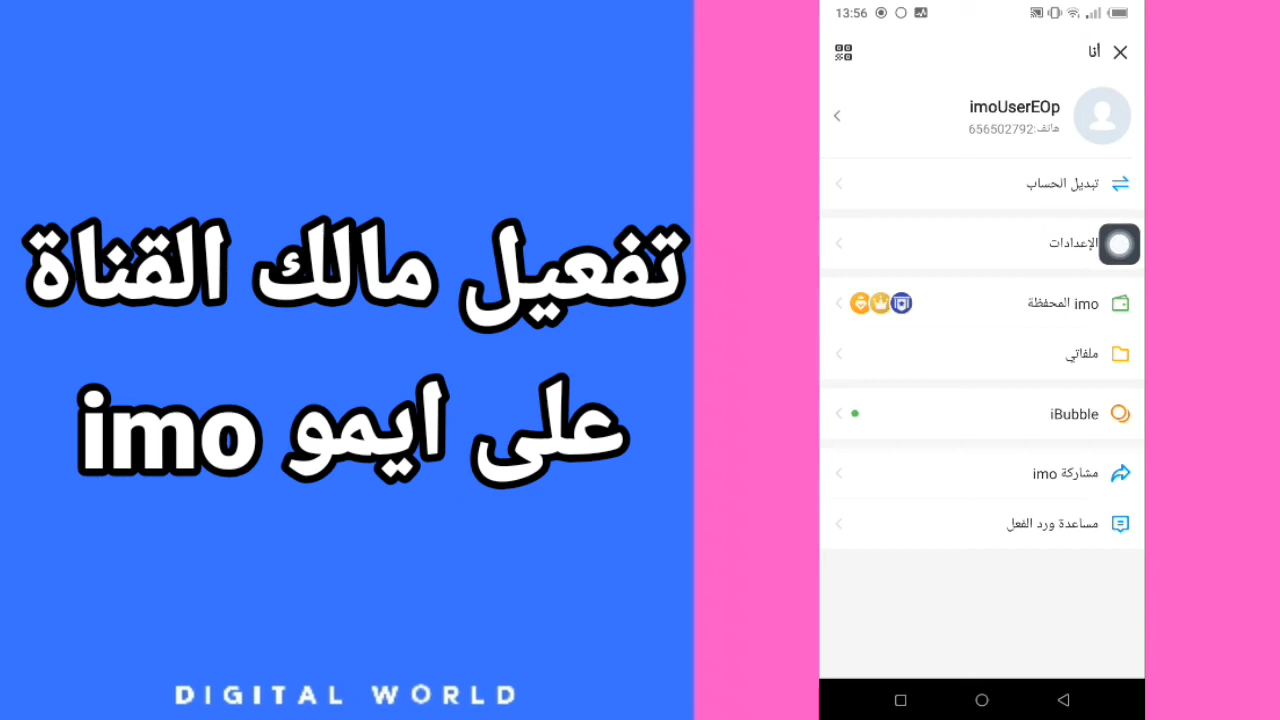 تفعيل مالك القناة
على ايمو imo
DIGITAL WORLD
13:56
أنا
imoUserEOp
هاتف:656502792
تبديل الحساب
الإعدادات
imo المحفظة
ملفاتي
iBubble
مشاركة imo
مساعدة ورد الفعل